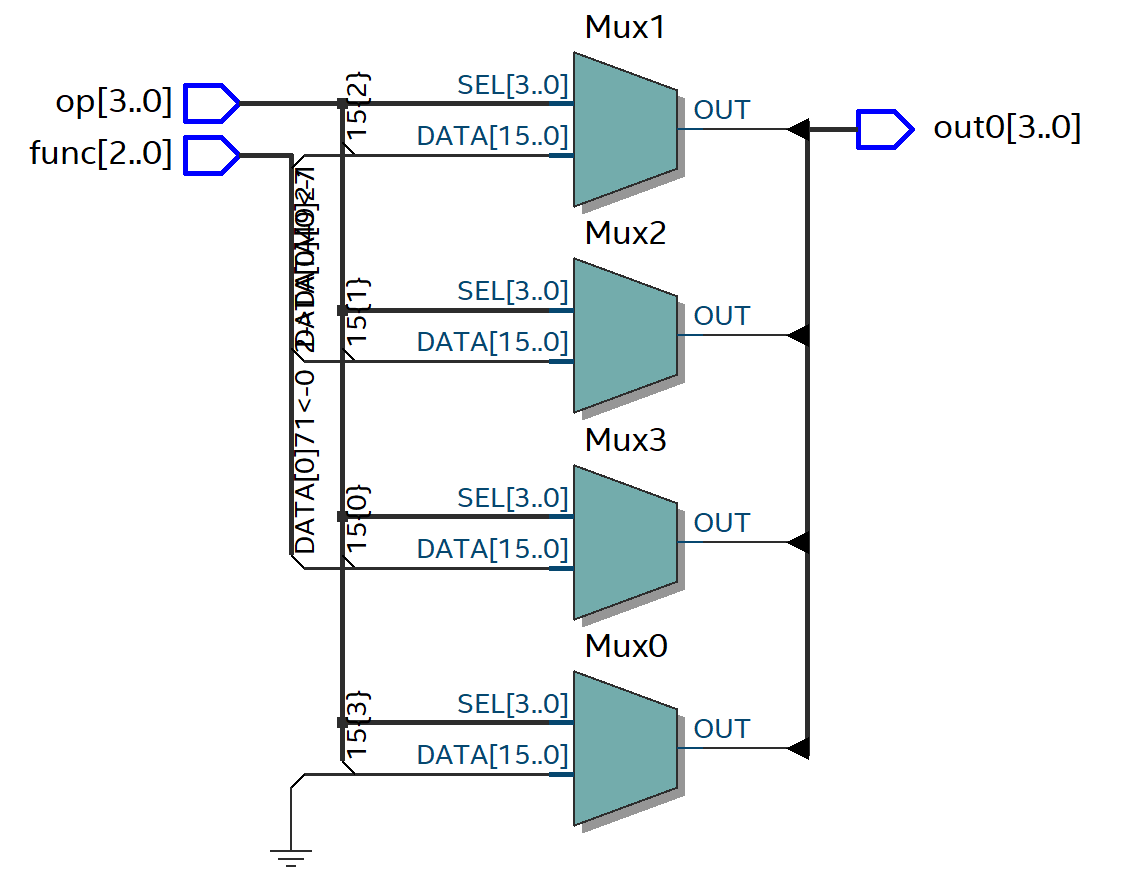 Mux1
op[3..0]
15{2}
SEL[3..0]
OUT
out0[3..0]
func[2..0]
DATA[15..0]
Mux2
15{1}
SEL[3..0]
OUT
DATA[15..0]
DATA[0]71<-0
Mux3
15{0}
SEL[3..0]
OUT
DATA[15..0]
Mux0
15{3}
SEL[3..0]
OUT
DATA[15..0]